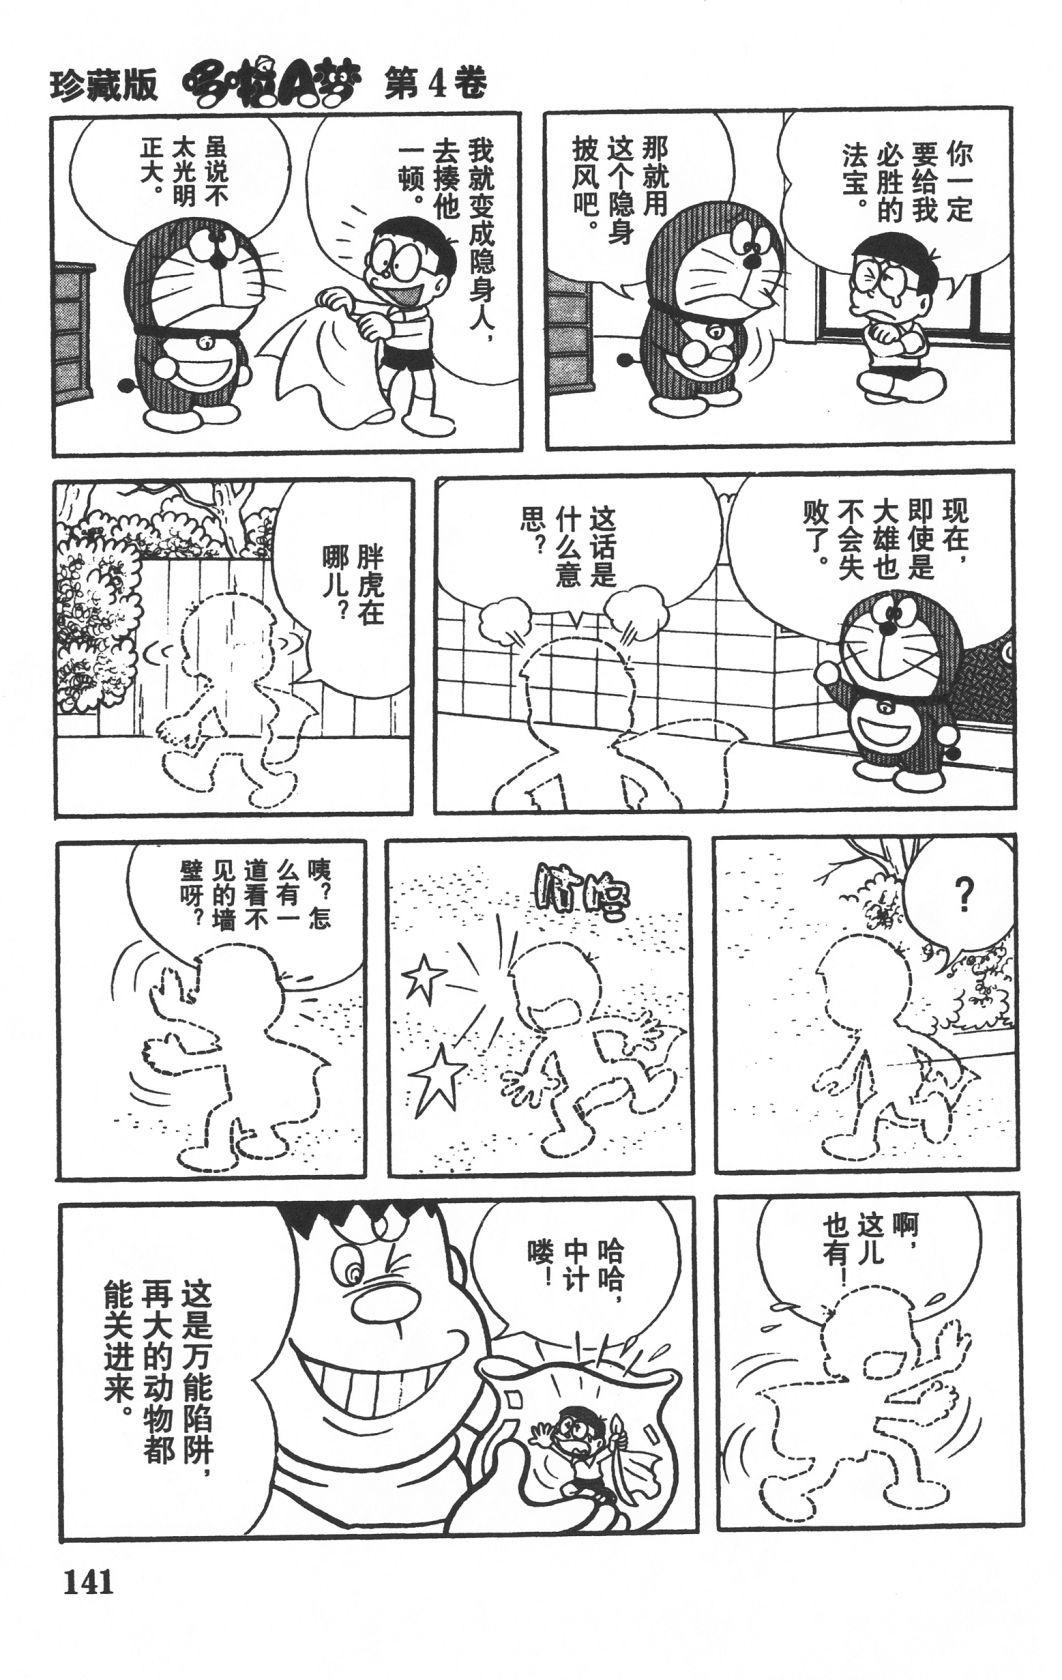 珍藏版 哆啦A梦 第4卷
你一定
要给我
必胜的
法宝。
那就用
这个隐身
披风吧。
我就变成隐身人，
去揍他
一顿。
虽说不
太光明
正大。
现在，
即使是
大雄也
不会失
败了。
这话是
什么意
思？
胖虎在
哪儿？
？
咦？怎
么有一
道看不
见的墙
壁呀？
啊，
这儿
也有！
哈哈，
中计
喽！
这是万能陷阱，
再大的动物都
能关进来。
141